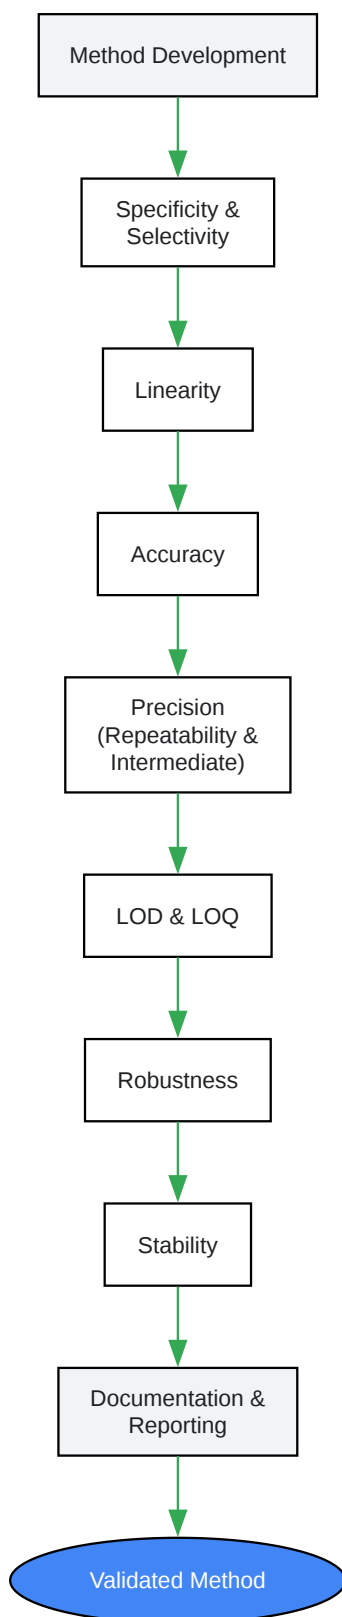 Method Development
Specificity &
Selectivity
Linearity
Accuracy
Precision
(Repeatability &
Intermediate)
LOD & LOQ
Robustness
Stability
Documentation &
Reporting
Validated Method